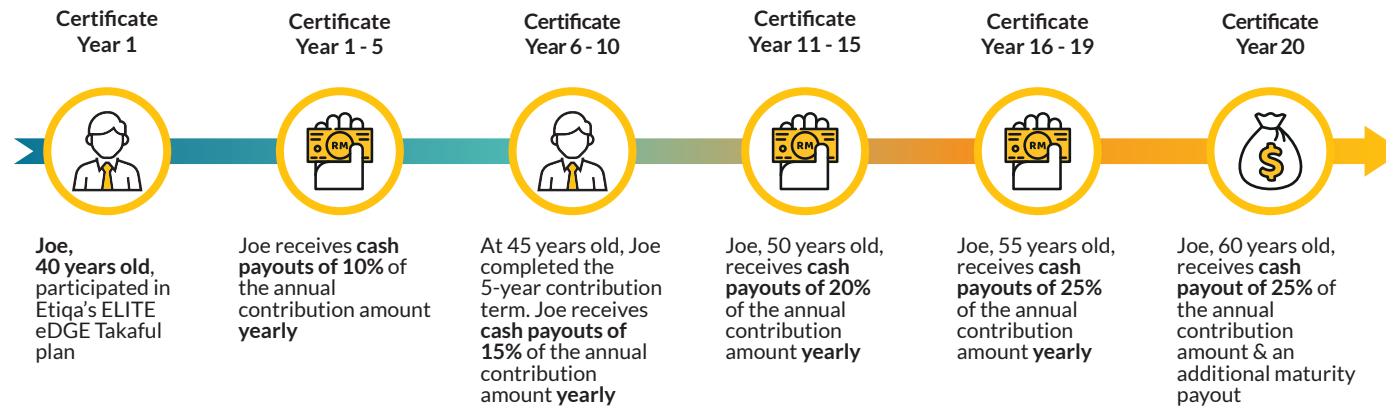 Certificate
Year 1
Certificate
Year 1 - 5
Certificate
Year 6 - 10
Certificate
Year 11 - 15
Certificate
Year 16 - 19
Certificate
Year 20
RM
RM
RM
$
Joe,
40 years old,
participated in
Etiqa's ELITE
eDGE Takaful
plan
Joe receives cash
payouts of 10% of
the annual
contribution amount
yearly
At 45 years old, Joe
completed the
5-year contribution
term. Joe receives
cash payouts of
15% of the annual
contribution
amount yearly
Joe, 50 years old,
receives cash
payouts of 20%
of the annual
contribution
amount yearly
Joe, 55 years old,
receives cash
payouts of 25%
of the annual
contribution
amount yearly
Joe, 60 years old,
receives cash
payout of 25% of
the annual
contribution
amount & an
additional maturity
payout